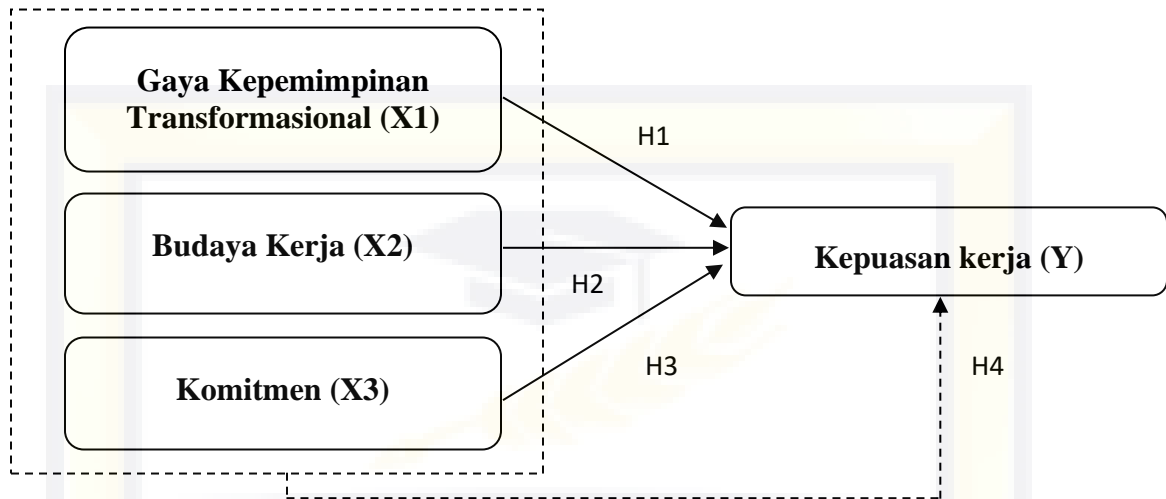 Gaya Kepemimpinan
Transformasional (X1)
H1
Budaya Kerja (X2)
Kepuasan kerja (Y)
H2
H3
H4
Komitmen (X3)